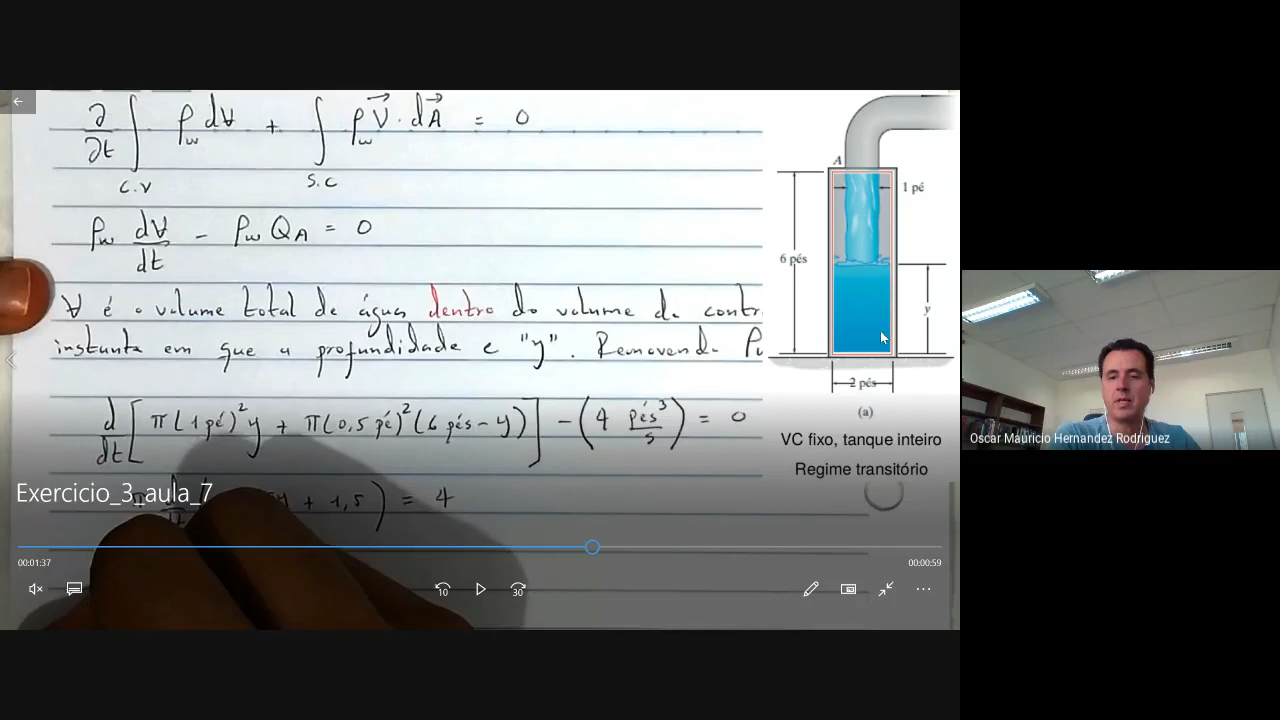 ∂/∂t ∫ ρw dV + ∫ ρw V⃗ · dA⃗ = 0
c.v s.c
ρw dV/dt - ρw QA = 0
V é o volume total de água dentro do volume de contr
instante em que a profundidade e "y". Removendo ρw
d/dt [π(1 pé)² y + π(0,5 pé)² (6 pés - y)] - (4 pés³/s) = 0
+ 1,5) = 4
A
1 pé
6 pés
y
2 pés
(a)
VC fixo, tanque inteiro
Regime transitório
Exercicio_3_aula_7
00:01:37
00:00:59
10
30
Oscar Mauricio Hernandez Rodriguez